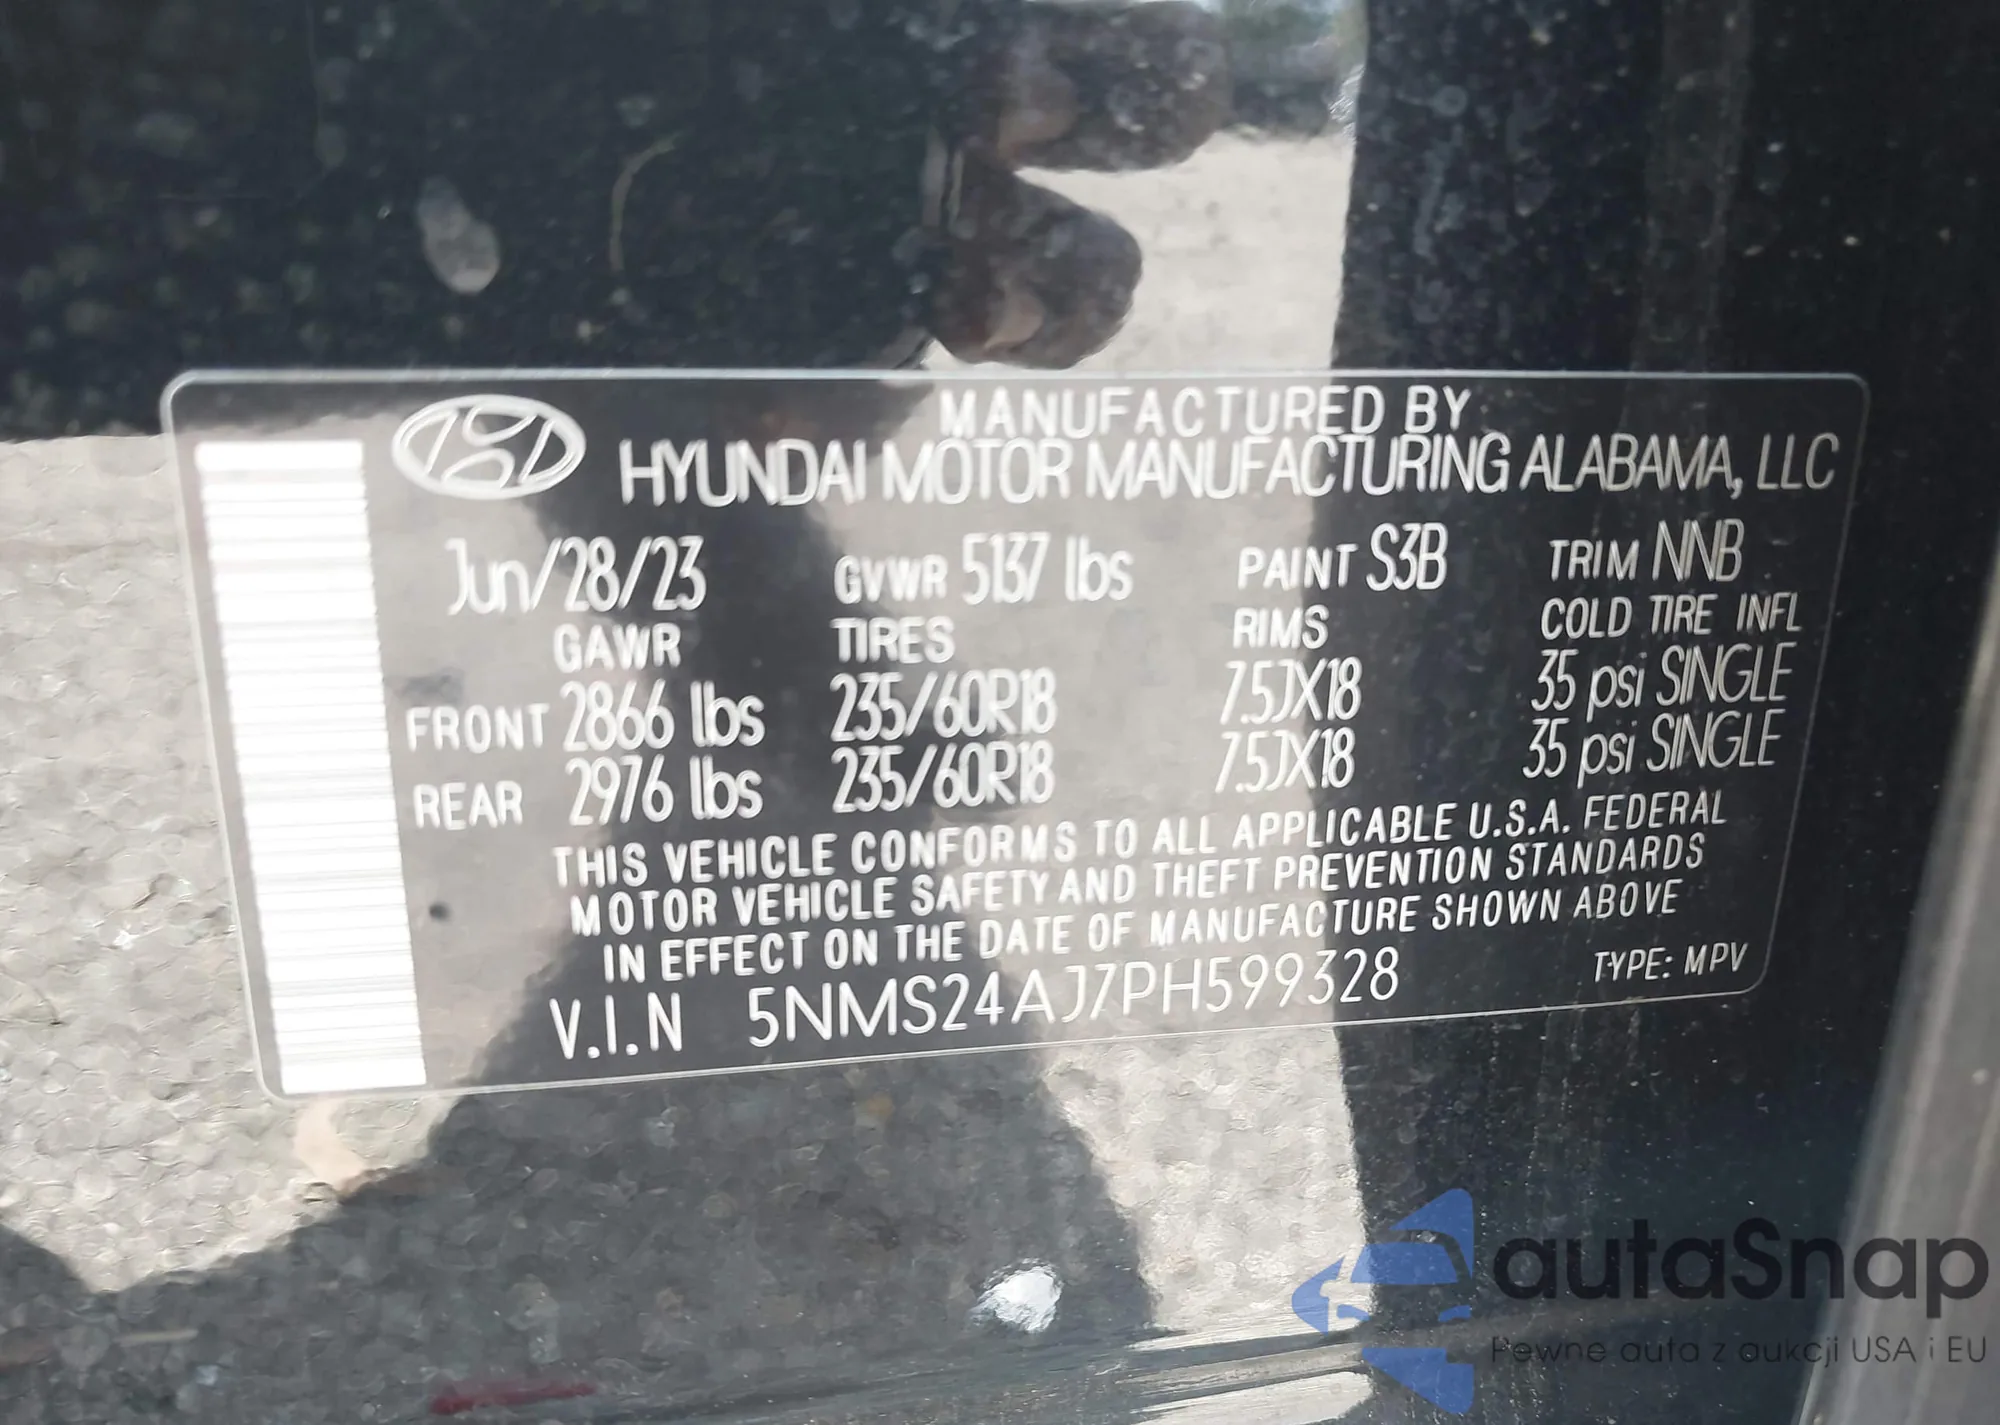 MANUFACTURED BY
HYUNDAI MOTOR MANUFACTURING ALABAMA, LLC
Jun/28/23 GVWR 5137 lbs PAINT S3B TRIM NNB
GAWR TIRES RIMS COLD TIRE INFL
FRONT 2866 lbs 235/60R18 7.5JX18 35 psi SINGLE
REAR 2976 lbs 235/60R18 7.5JX18 35 psi SINGLE
THIS VEHICLE CONFORMS TO ALL APPLICABLE U.S.A. FEDERAL
MOTOR VEHICLE SAFETY AND THEFT PREVENTION STANDARDS
IN EFFECT ON THE DATE OF MANUFACTURE SHOWN ABOVE
V.I.N 5NMS24AJ7PH599328 TYPE: MPV
autaSnap
Pewne auta z aukcji USA i EU